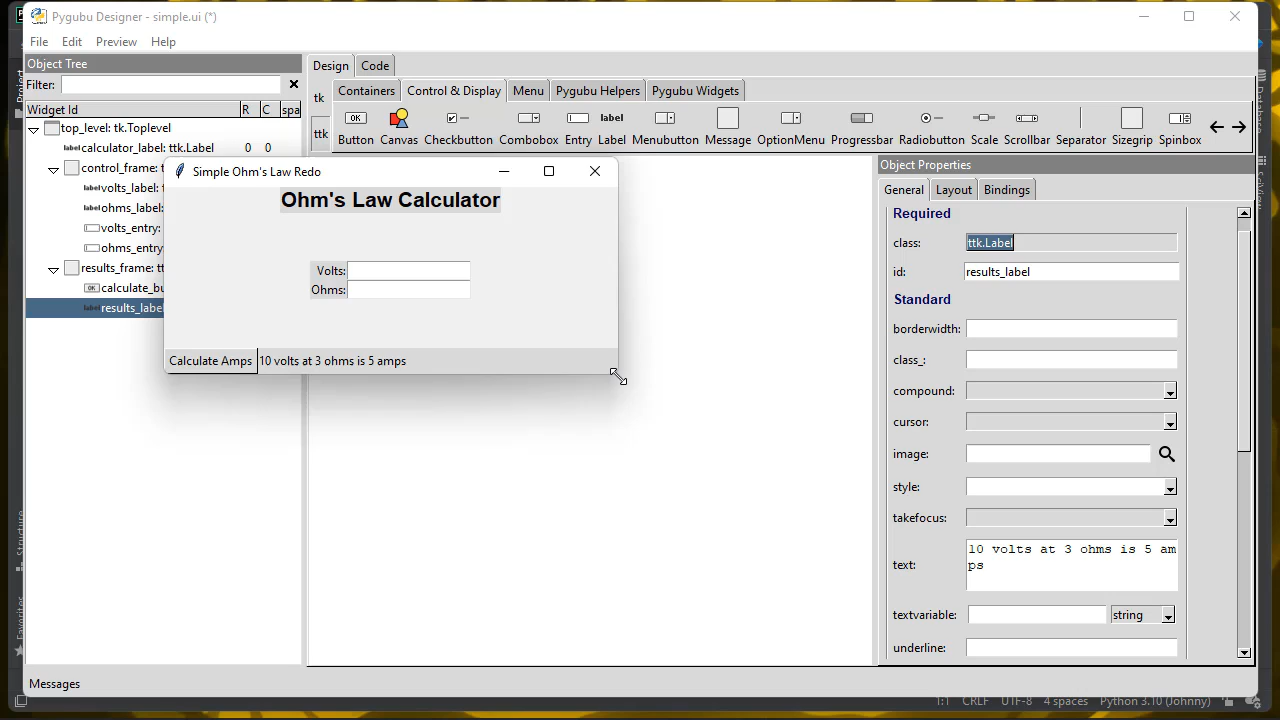 Pygubu Designer - simple.ui (*)
File Edit Preview Help
Object Tree
Filter:
Widget Id R C spa
top_level: tk.Toplevel
calculator_label: ttk.Label 0 0
control_frame: t
volts_label:
ohms_label:
volts_entry:
ohms_entry
results_frame: tt
calculate_bu
results_label
Design Code
tk
ttk
Containers Control & Display Menu Pygubu Helpers Pygubu Widgets
OK label
Button Canvas Checkbutton Combobox Entry Label Menubutton Message OptionMenu Progressbar Radiobutton Scale Scrollbar Separator Sizegrip Spinbox
Simple Ohm's Law Redo
Ohm's Law Calculator
Volts:
Ohms:
Calculate Amps 10 volts at 3 ohms is 5 amps
Object Properties
General Layout Bindings
Required
class: ttk.Label
id: results_label
Standard
borderwidth:
class_:
compound:
cursor:
image:
style:
takefocus:
text: 10 volts at 3 ohms is 5 am
ps
textvariable: string
underline:
Messages
Structure
Favorites
1:1 CRLF UTF-8 4 spaces Python 3.10 (Johnny)